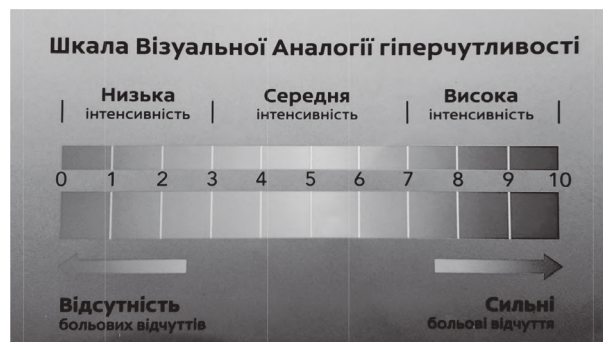 Шкала Візуальної Аналогії гіперчутливості
Низька Середня Висока
інтенсивність інтенсивність інтенсивність
0 1 2 3 4 5 6 7 8 9 10
Відсутність Сильні
больових відчуттів больові відчуття